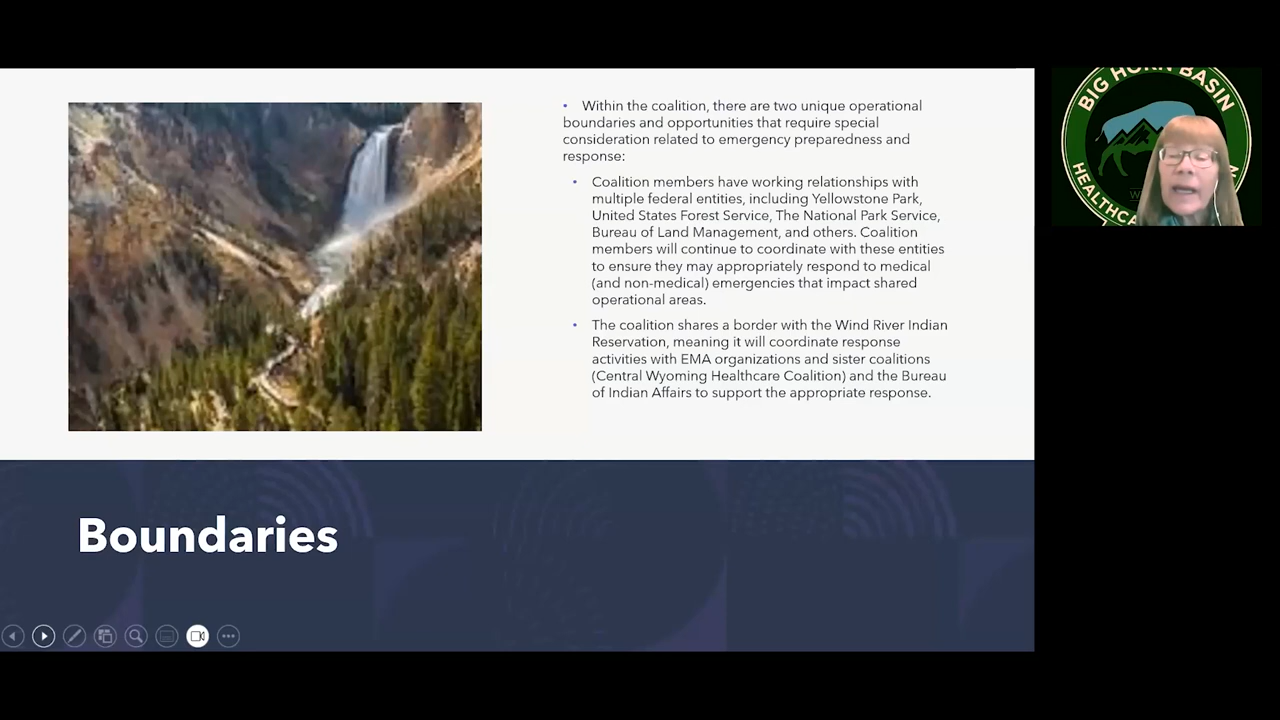 • Within the coalition, there are two unique operational
boundaries and opportunities that require special
consideration related to emergency preparedness and
response:
• Coalition members have working relationships with
multiple federal entities, including Yellowstone Park,
United States Forest Service, The National Park Service,
Bureau of Land Management, and others. Coalition
members will continue to coordinate with these entities
to ensure they may appropriately respond to medical
(and non-medical) emergencies that impact shared
operational areas.
• The coalition shares a border with the Wind River Indian
Reservation, meaning it will coordinate response
activities with EMA organizations and sister coalitions
(Central Wyoming Healthcare Coalition) and the Bureau
of Indian Affairs to support the appropriate response.
Boundaries
BIG HORN BASIN